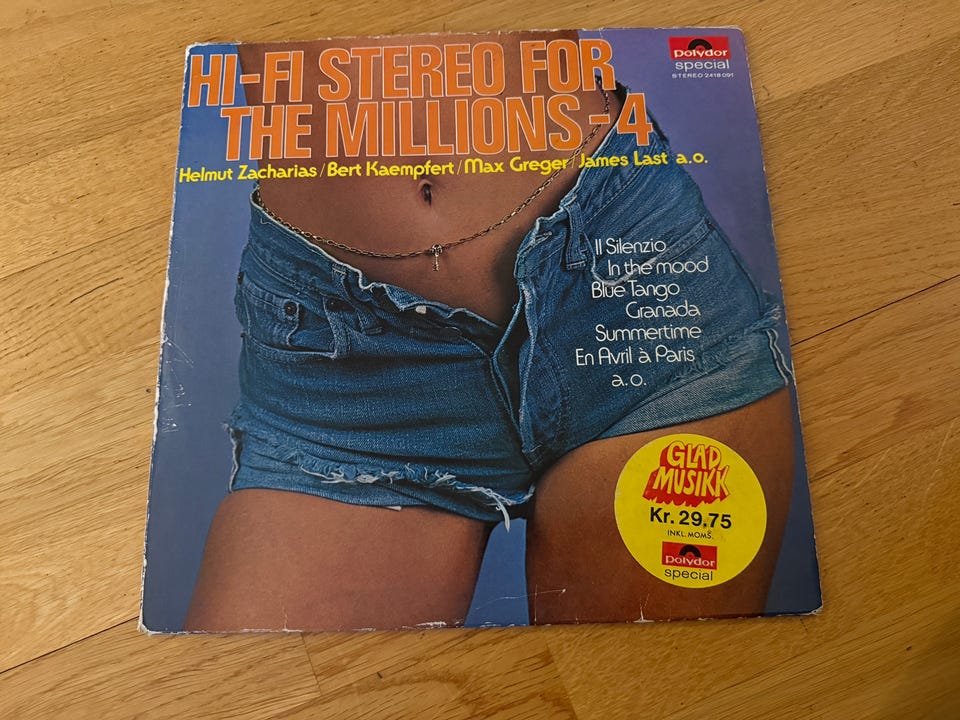 HI-FI STEREO FOR
THE MILLIONS-4
Helmut Zacharias/Bert Kaempfert/Max Greger/James Last a.o.
polydor
special
STEREO 2418 091
Il Silenzio
In the mood
Blue Tango
Granada
Summertime
En Avril à Paris
a.o.
GLAD
MUSIKK
Kr. 29.75
INKL. MOMS.
polydor
special